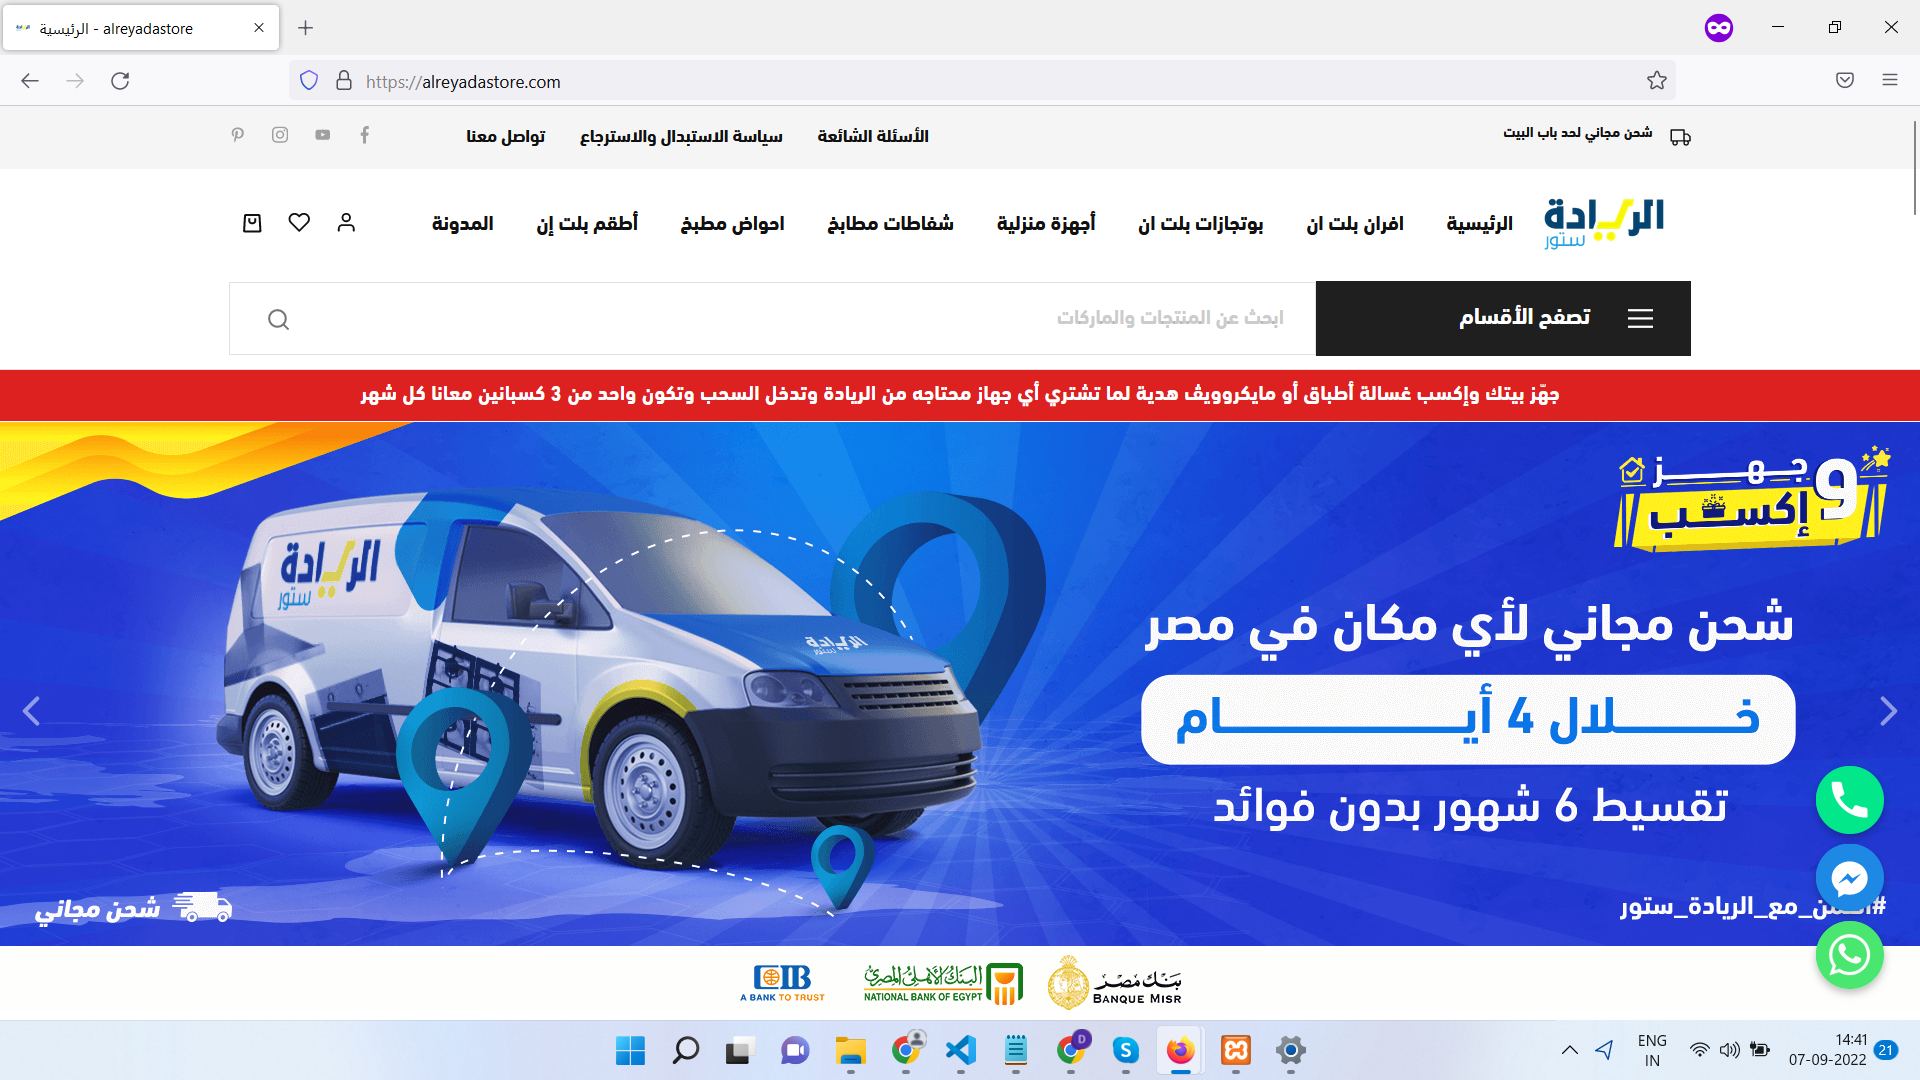 الرئيسية - alreyadastore
https://alreyadastore.com
شحن مجاني لحد باب البيت
الأسئلة الشائعة
سياسة الاستبدال والاسترجاع
تواصل معنا
الريادة
ستور
الرئيسية
افران بلت ان
بوتجازات بلت ان
أجهزة منزلية
شفاطات مطابخ
احواض مطبخ
أطقم بلت إن
المدونة
تصفح الأقسام
ابحث عن المنتجات والماركات
جهّز بيتك وإكسب غسالة أطباق أو مايكروويف هدية لما تشتري أي جهاز محتاجه من الريادة وتدخل السحب وتكون واحد من 3 كسبانين معانا كل شهر
جهز
وإكسب
شحن مجاني لأي مكان في مصر
خلال 4 أيام
تقسيط 6 شهور بدون فوائد
الريادة
ستور
الريادة
ستور
شحن مجاني
مع_الريادة_ستور
CIB
A BANK TO TRUST
البنك الأهلي المصري
NATIONAL BANK OF EGYPT
بنك مصر
BANQUE MISR
D
S
ENG
IN
14:41
07-09-2022
21